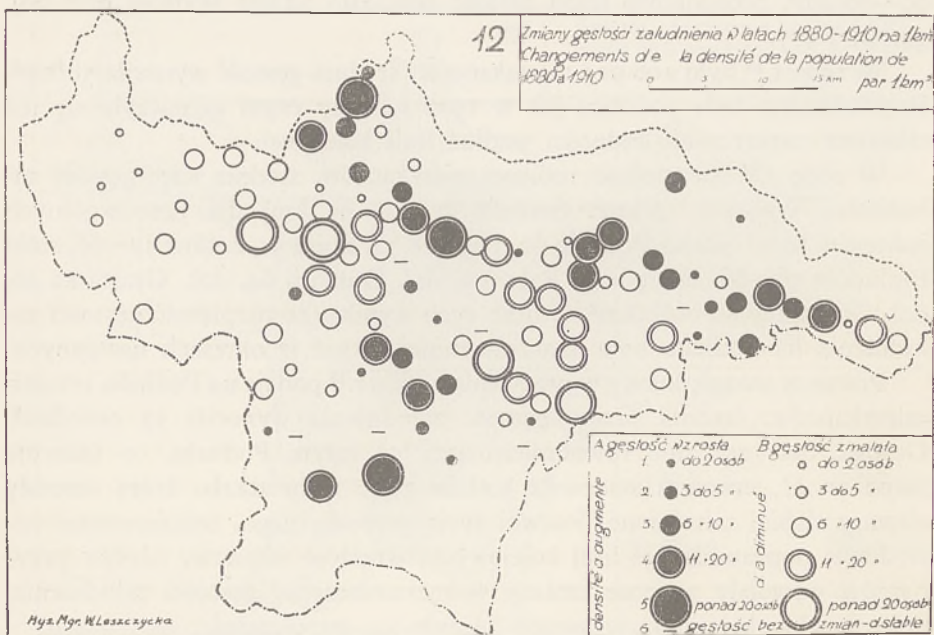 12
Zmiany gęstości zaludnienia w latach 1880-1910 na 1km²
Changements de la densité de la population de
1880 à 1910 par 1km²
15 km
A gęstość wzrosła B gęstość zmalała
densité a augmenté
d a diminué
1 do 2 osób do 2 osób
2 3 do 5 " 3 do 5 "
3 6 -10 " 6 -10 "
4 11-20 " 11-20 "
5 ponad 20 osób ponad 20 osób
6 — gęstość bez zmian-d stable
Rys. Mgr. W. Leszczycka